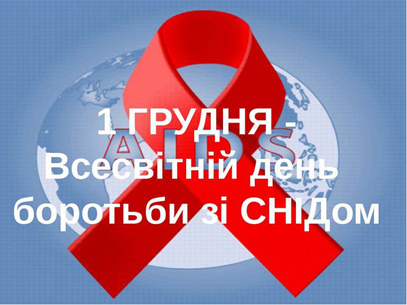 1 ГРУДНЯ -
AIDS
Всесвітній день
боротьби зі СНІДом